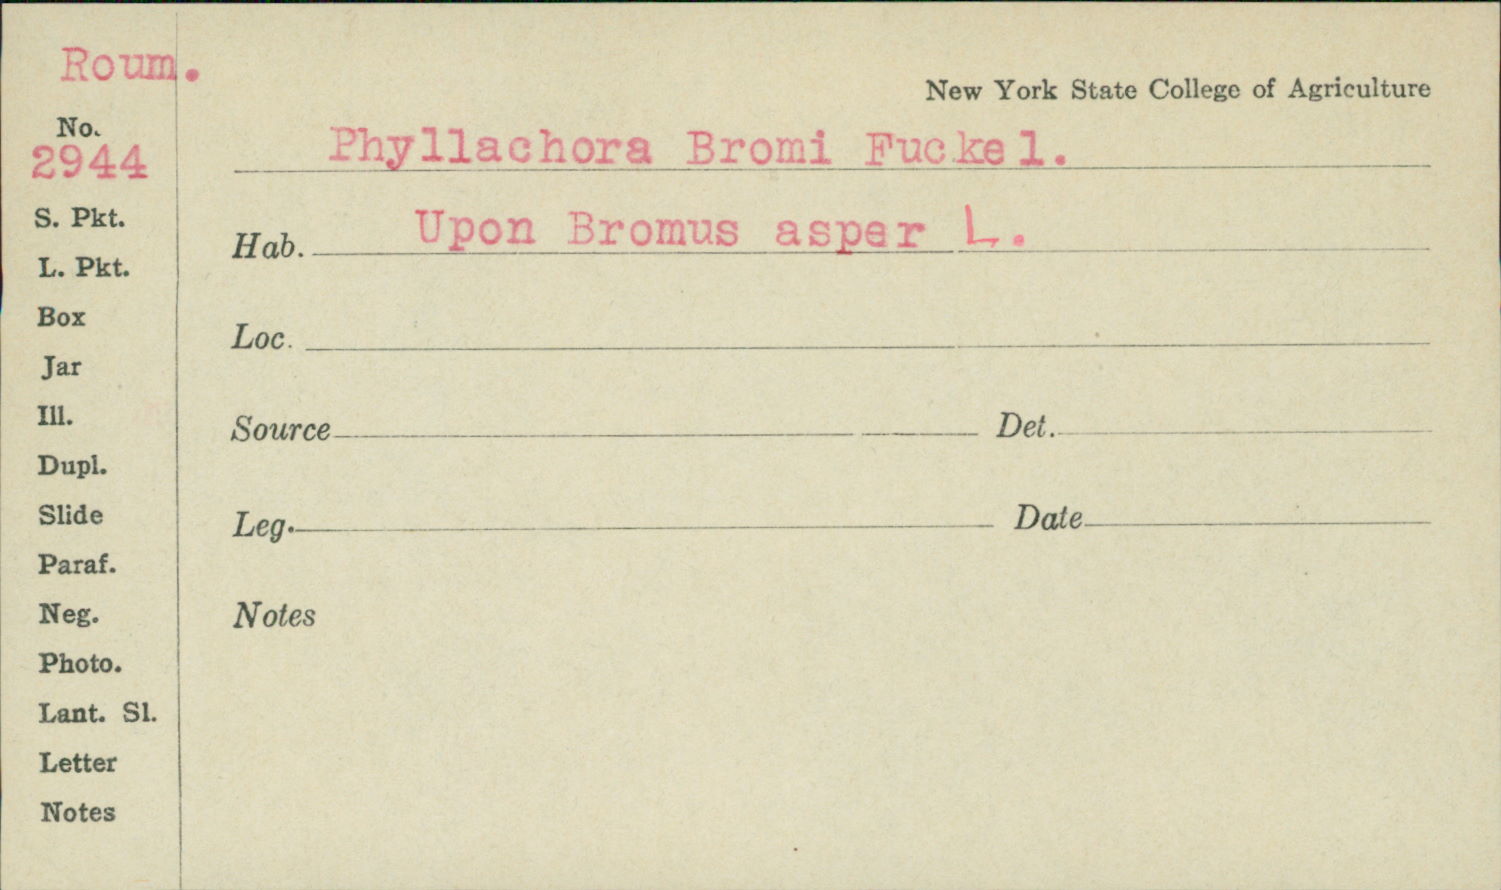 Roum.
New York State College of Agriculture
No.
2944
Phyllachora Bromi Fuckel.
S. Pkt.
Hab. Upon Bromus asper L.
L. Pkt.
Box
Loc.
Jar
Ill.
Source Det.
Dupl.
Slide
Leg. Date
Paraf.
Neg.
Notes
Photo.
Lant. Sl.
Letter
Notes